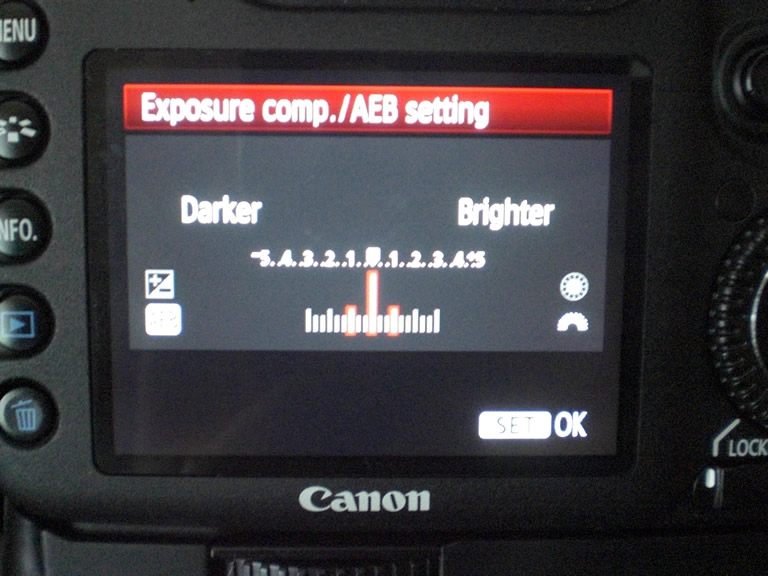 MENU
Exposure comp./AEB setting
INFO.
Darker Brighter
-5..4..3..2..1..0..1..2..3..4.+5
AEB
SET OK
LOCK
Canon